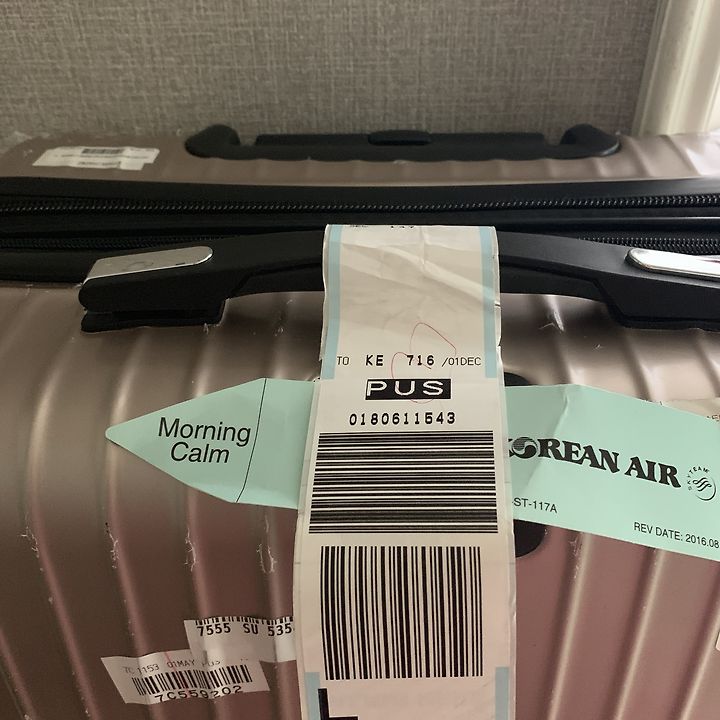 TO KE 716 /01DEC
PUS
0180611543
Morning
Calm
KOREAN AIR
SKYTEAM
ST-117A
REV DATE: 2016.08
7555 SU 535
7C559202